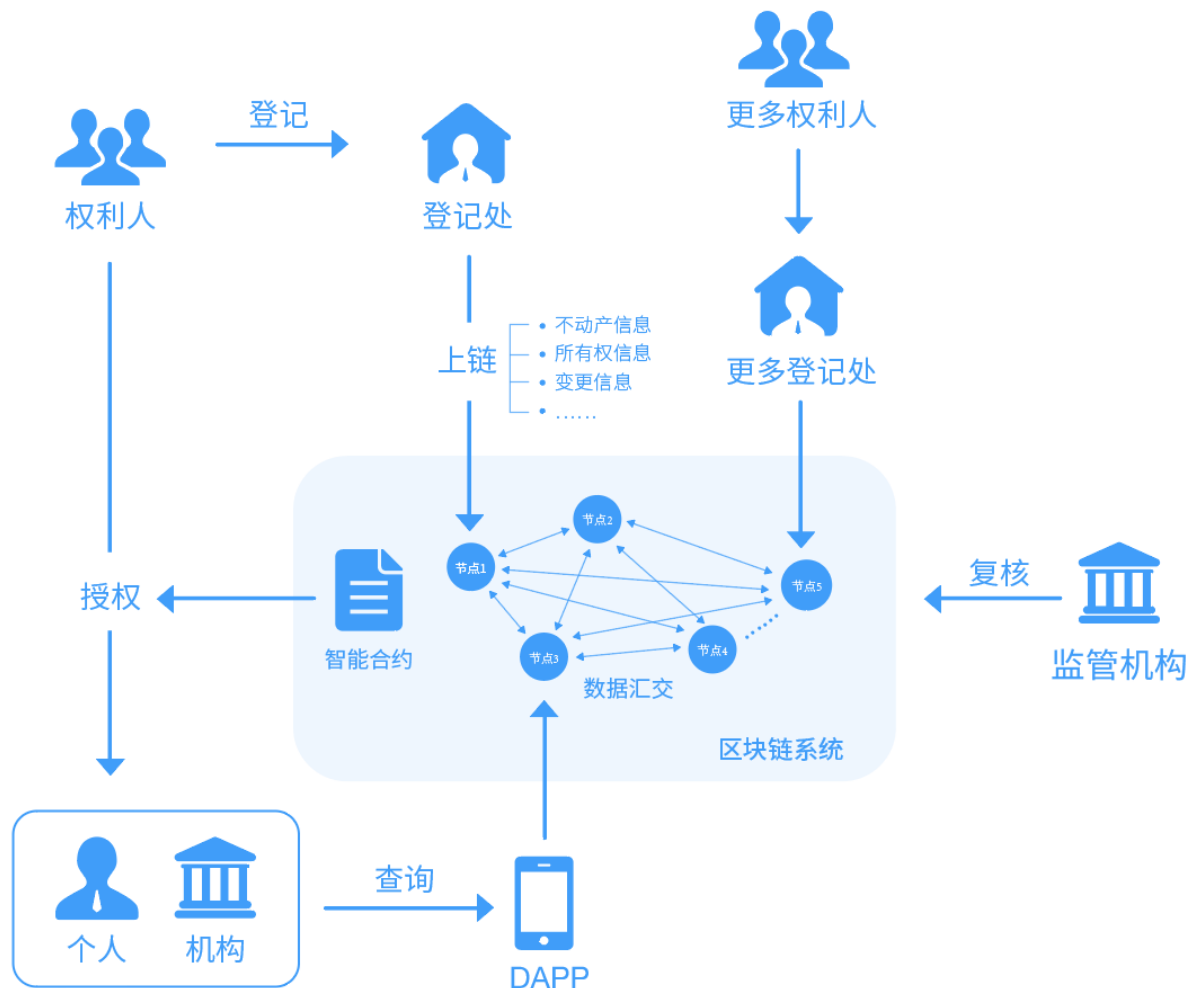 更多权利人
登记
权利人
登记处
不动产信息
所有权信息
变更信息
......
上链
更多登记处
节点1
节点2
节点3
节点4
节点5
数据汇交
区块链系统
智能合约
授权
复核
监管机构
个人
机构
查询
DAPP